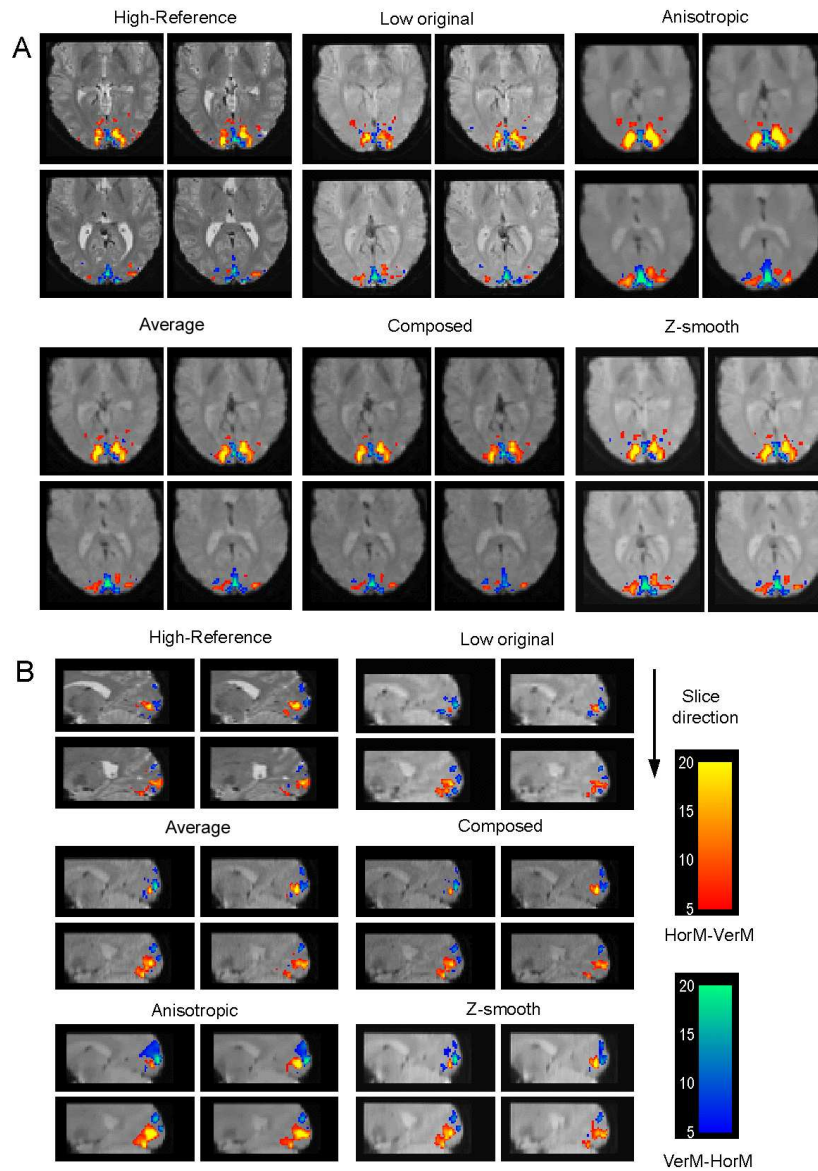 High-Reference
Low original
Anisotropic
A
Average
Composed
Z-smooth
B
High-Reference
Low original
Slice
direction
Average
Composed
20
15
10
5
HorM-VerM
Anisotropic
Z-smooth
20
15
10
5
VerM-HorM